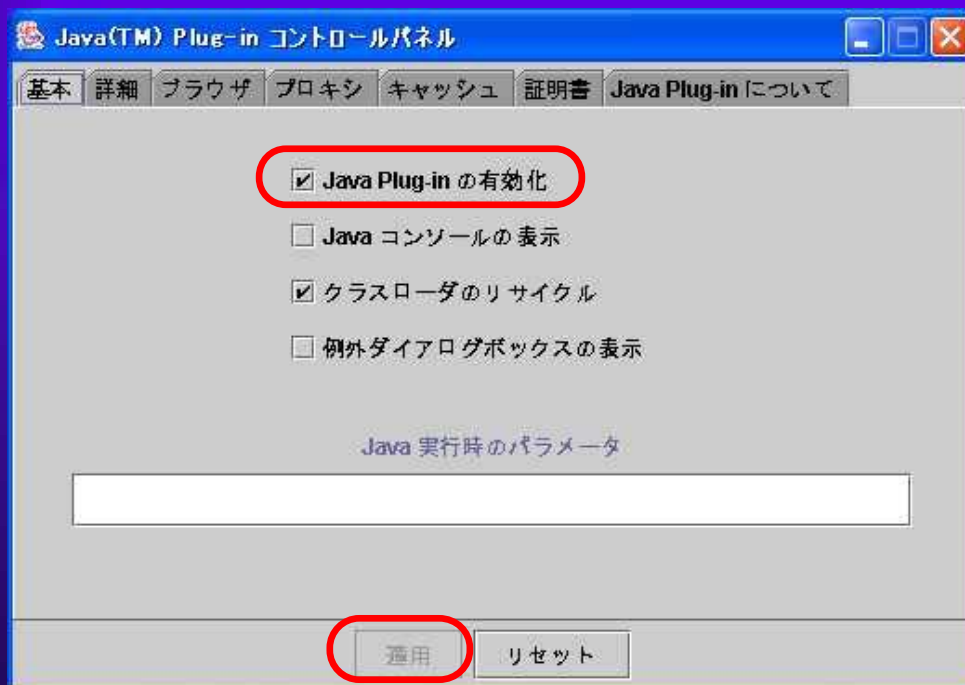 Java(TM) Plug-in コントロールパネル
基本 詳細 ブラウザ プロキシ キャッシュ 証明書 Java Plug-in について
Java Plug-in の有効化
Java コンソールの表示
クラスローダのリサイクル
例外ダイアログボックスの表示
Java 実行時のパラメータ
適用 リセット